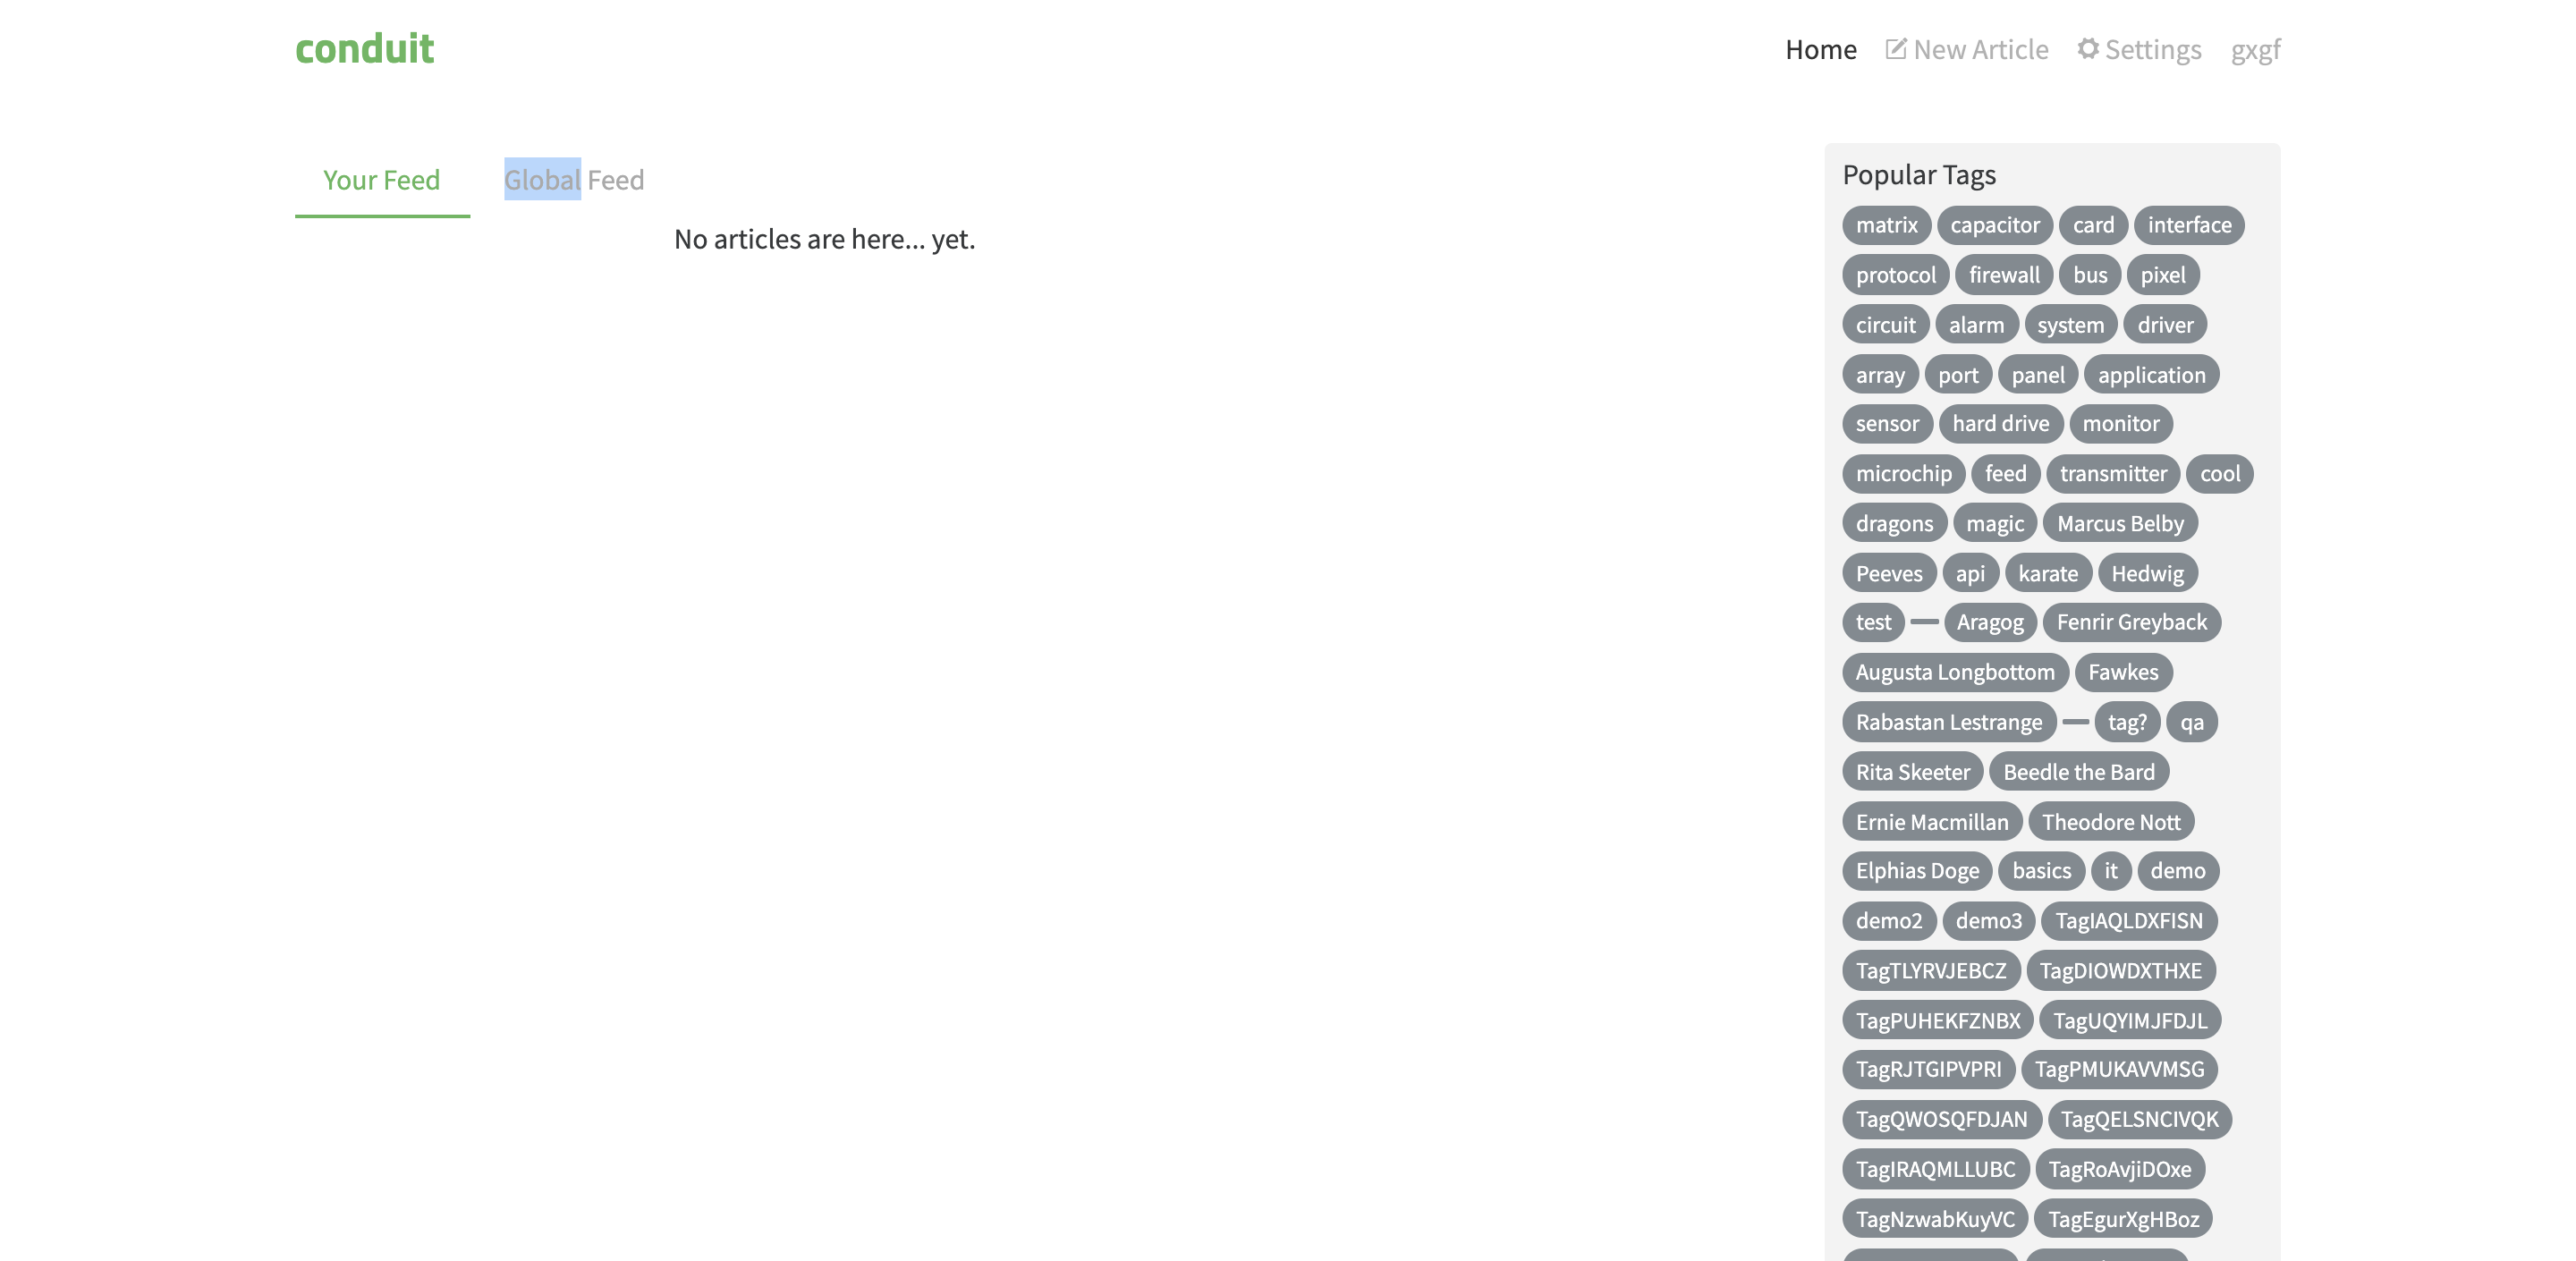 conduit
Home New Article Settings gxgf
Your Feed Global Feed
No articles are here... yet.
Popular Tags
matrix capacitor card interface
protocol firewall bus pixel
circuit alarm system driver
array port panel application
sensor hard drive monitor
microchip feed transmitter cool
dragons magic Marcus Belby
Peeves api karate Hedwig
test Aragog Fenrir Greyback
Augusta Longbottom Fawkes
Rabastan Lestrange tag? qa
Rita Skeeter Beedle the Bard
Ernie Macmillan Theodore Nott
Elphias Doge basics it demo
demo2 demo3 TagIAQLDXFISN
TagTLYRVJEBCZ TagDIOWDXTHXE
TagPUHEKFZNBX TagUQYIMJFDJL
TagRJTGIPVPRI TagPMUKAVVMSG
TagQWOSQFDJAN TagQELSNCIVQK
TagIRAQMLLUBC TagRoAvjiDOxe
TagNzwabKuyVC TagEgurXgHBoz